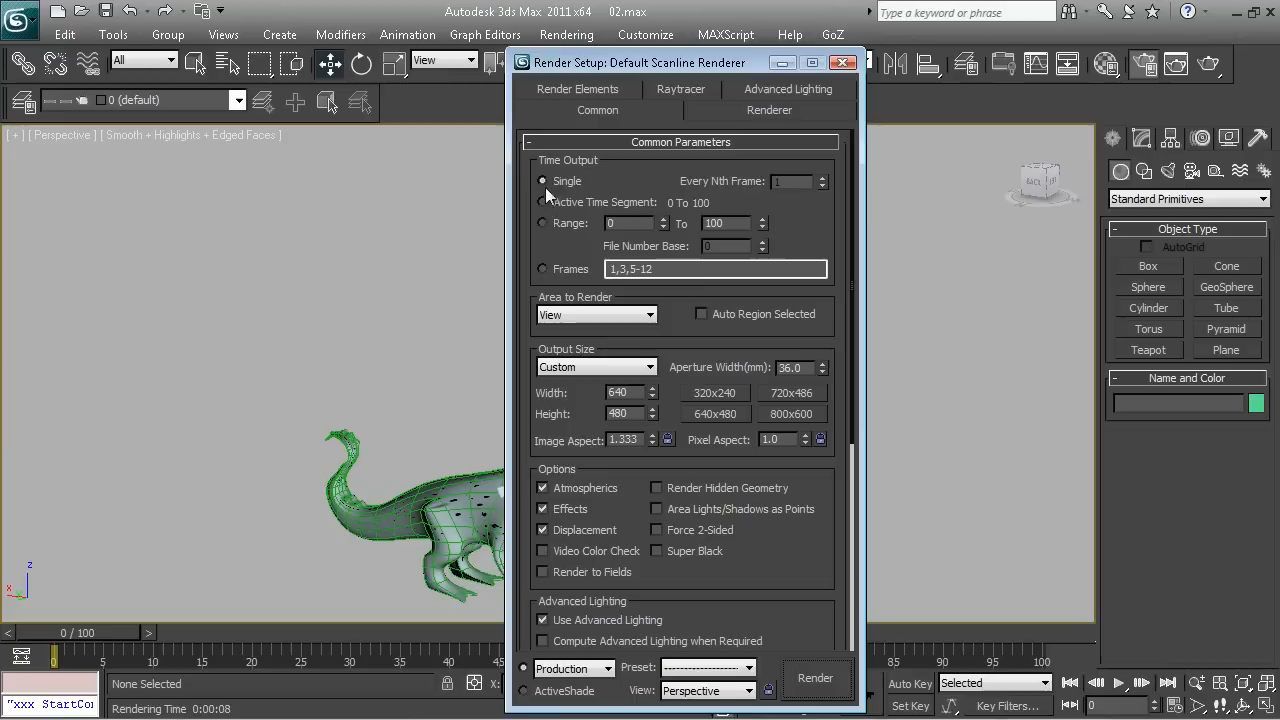 Autodesk 3ds Max 2011 x64    02.max
Type a keyword or phrase
Edit Tools Group Views Create Modifiers Animation Graph Editors Rendering Customize MAXScript Help GoZ
All View
0 (default)
[ + ] [ Perspective ] [ Smooth + Highlights + Edged Faces ]
Render Setup: Default Scanline Renderer
Render Elements Raytracer Advanced Lighting
Common Renderer
- Common Parameters
Time Output
Single Every Nth Frame: 1
Active Time Segment: 0 To 100
Range: 0 To 100
File Number Base: 0
Frames 1,3,5-12
Area to Render
View Auto Region Selected
Output Size
Custom Aperture Width(mm): 36.0
Width: 640 320x240 720x486
Height: 480 640x480 800x600
Image Aspect: 1.333 Pixel Aspect: 1.0
Options
Atmospherics Render Hidden Geometry
Effects Area Lights/Shadows as Points
Displacement Force 2-Sided
Video Color Check Super Black
Render to Fields
Advanced Lighting
Use Advanced Lighting
Compute Advanced Lighting when Required
Production Preset: --------------------
ActiveShade View: Perspective
Render
BACK
Standard Primitives
- Object Type
AutoGrid
Box Cone
Sphere GeoSphere
Cylinder Tube
Torus Pyramid
Teapot Plane
- Name and Color
z
x
< 0 / 100 >
0 5 10 15 20 25 30 35 40 45 85 90 95 100
None Selected
Rendering Time 0:00:08
"xxx StartCor
Auto Key Selected
Set Key Key Filters... 0